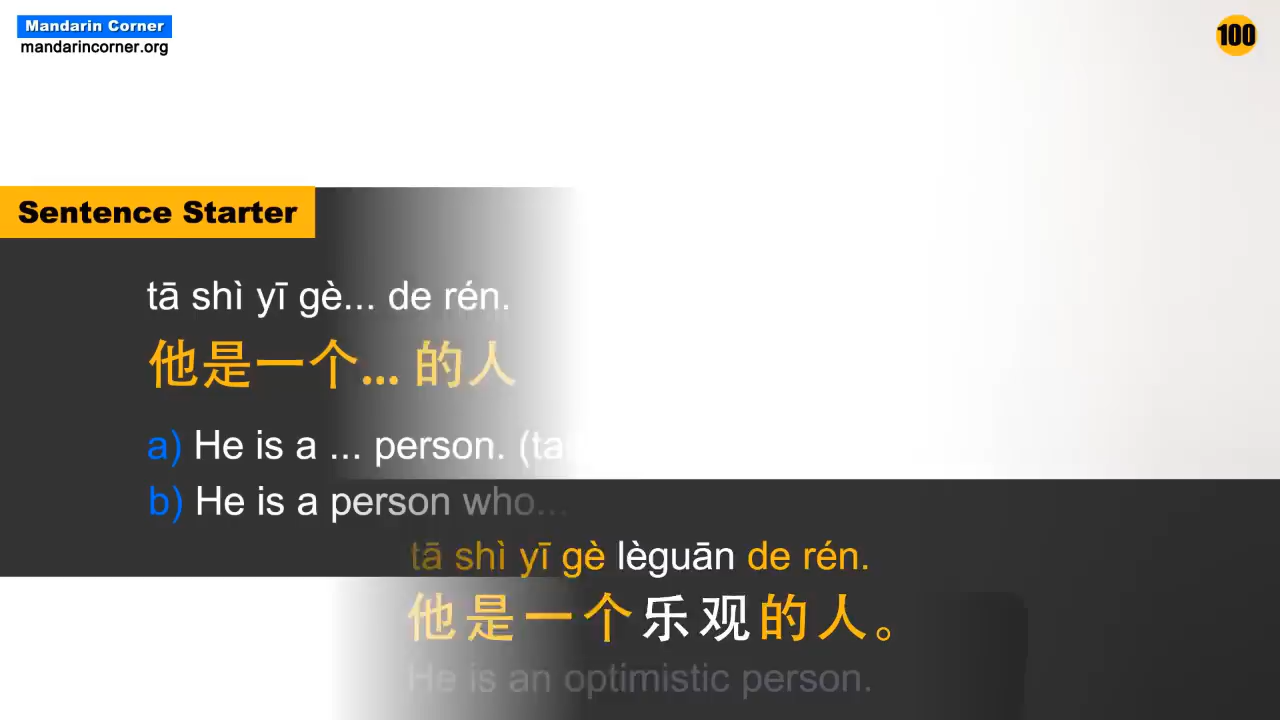 Mandarin Corner
mandarincorner.org
100
Sentence Starter
tā shì yī gè... de rén.
他是一个... 的人
a) He is a ... person. (ta
b) He is a person who...
tā shì yī gè lèguān de rén.
他是一个乐观的人。
He is an optimistic person.